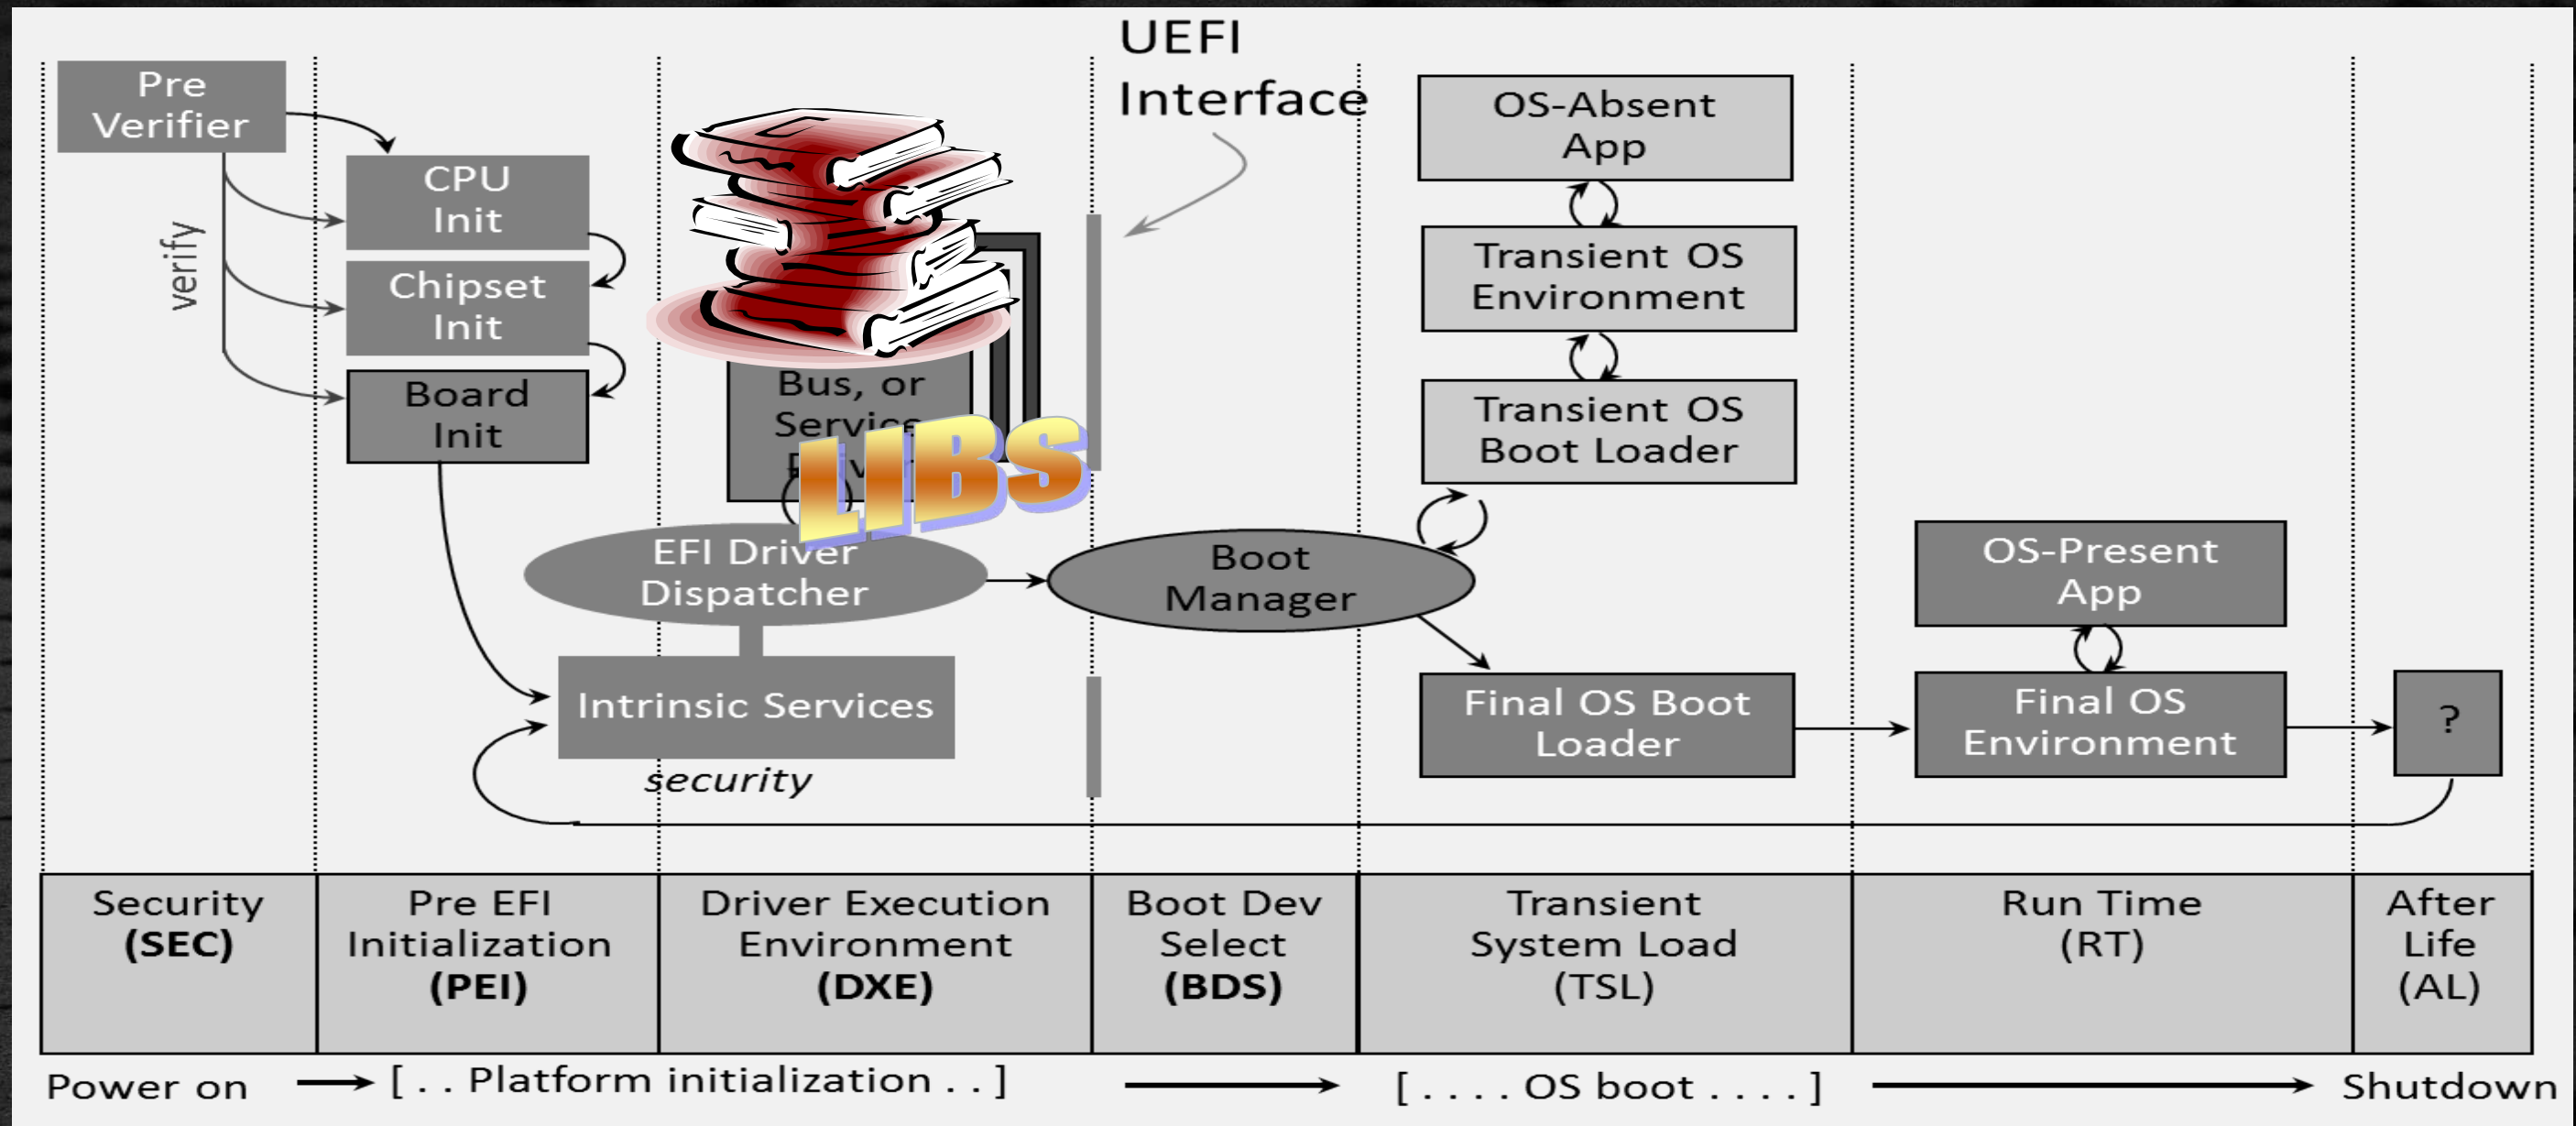 UEFI
Interface
Pre
Verifier
verify
CPU
Init
Chipset
Init
Board
Init
Bus, or
Service
LIBS
EFI Driver
Dispatcher
Intrinsic Services
security
Boot
Manager
OS-Absent
App
Transient OS
Environment
Transient OS
Boot Loader
Final OS Boot
Loader
OS-Present
App
Final OS
Environment
?
Security
(SEC)
Pre EFI
Initialization
(PEI)
Driver Execution
Environment
(DXE)
Boot Dev
Select
(BDS)
Transient
System Load
(TSL)
Run Time
(RT)
After
Life
(AL)
Power on
[ . . Platform initialization . . ]
[ . . . . OS boot . . . . ]
Shutdown